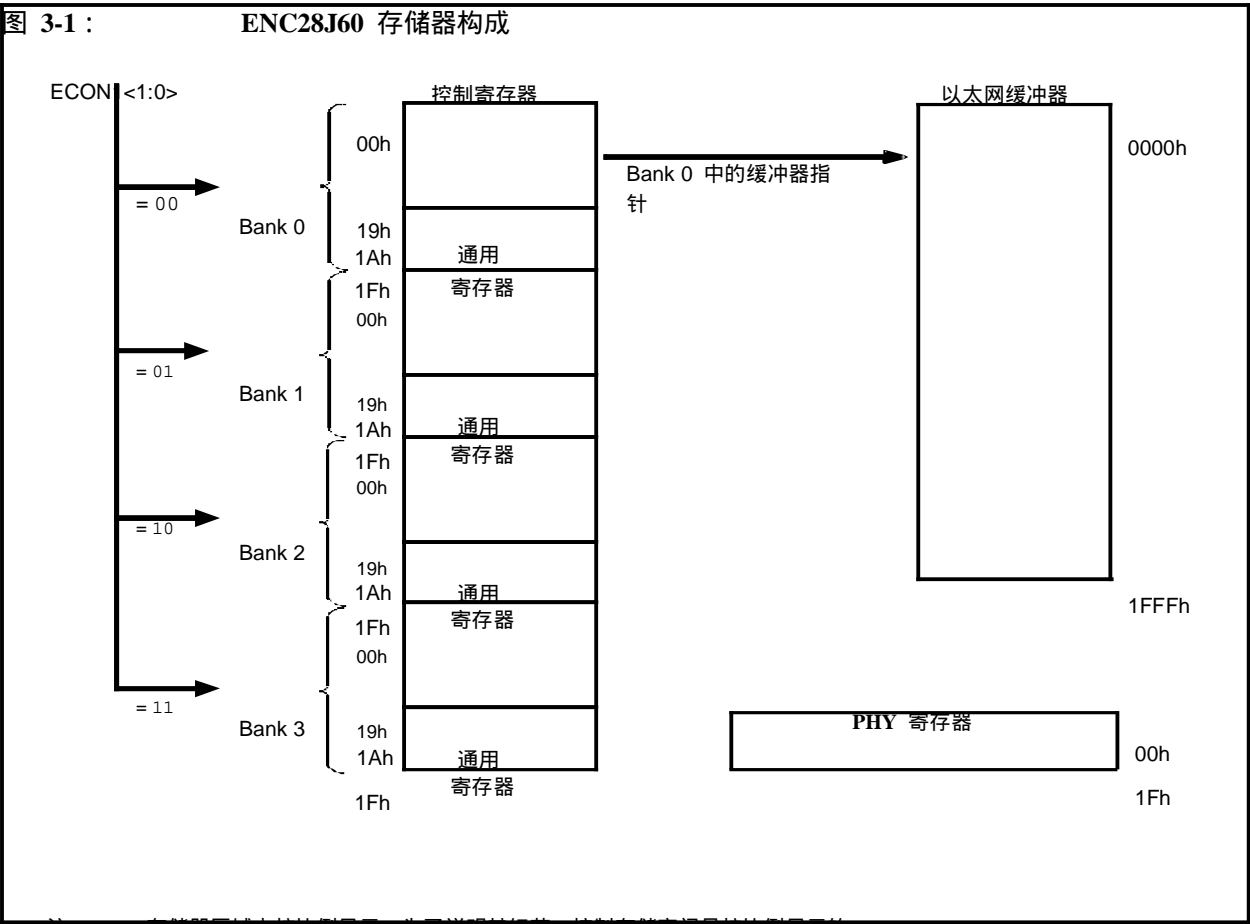 图 3-1： ENC28J60 存储器构成
ECON1<1:0>
控制寄存器
以太网缓冲器
00h
0000h
Bank 0 中的缓冲器指
针
= 00
Bank 0
19h
1Ah
通用
寄存器
1Fh
00h
= 01
Bank 1
19h
1Ah
通用
寄存器
1Fh
00h
= 10
Bank 2
19h
1Ah
通用
寄存器
1Fh
00h
1FFFh
= 11
Bank 3
19h
1Ah
通用
寄存器
1Fh
PHY 寄存器
00h
1Fh